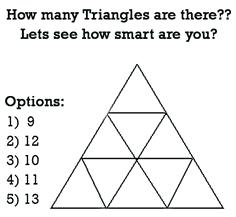 How many Triangles are there??
Lets see how smart are you?
Options:
1) 9
2) 12
3) 10
4) 11
5) 13